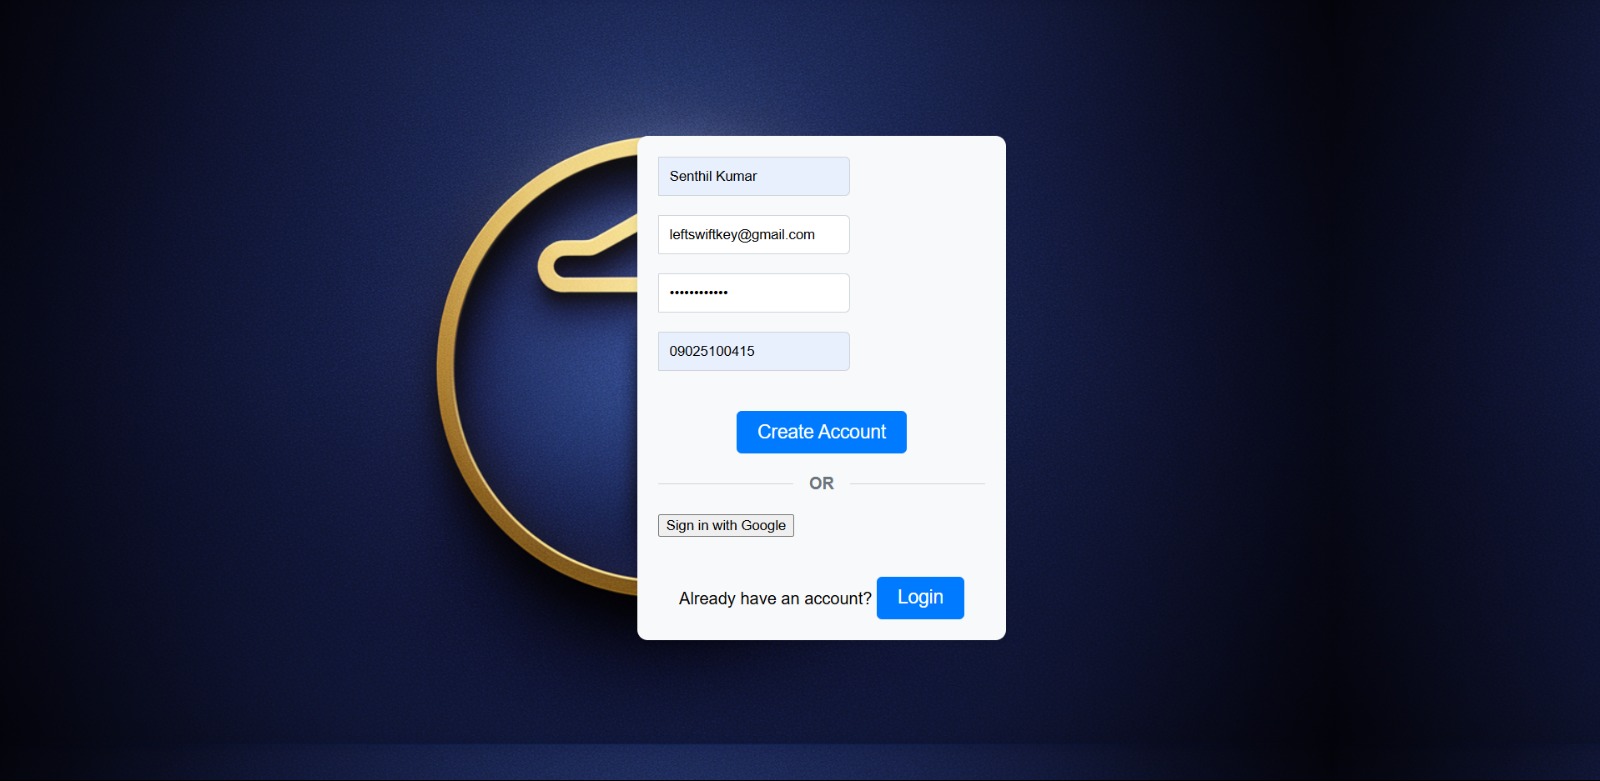 Senthil Kumar
leftswiftkey@gmail.com
••••••••••••
09025100415
Create Account
OR
Sign in with Google
Already have an account? Login